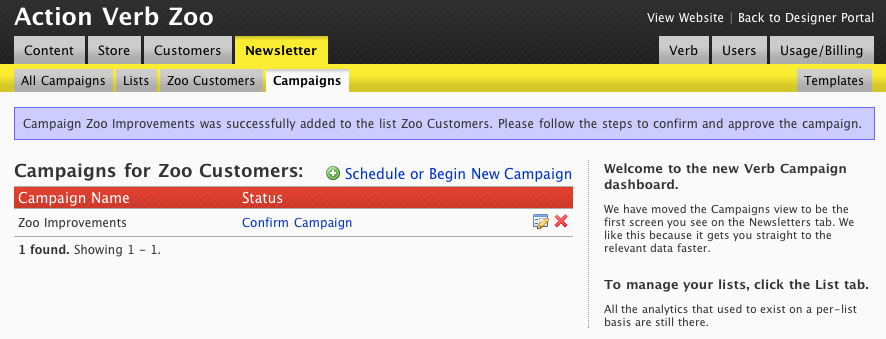 Action Verb Zoo
View Website | Back to Designer Portal
Content Store Customers Newsletter Verb Users Usage/Billing
All Campaigns Lists Zoo Customers Campaigns Templates
Campaign Zoo Improvements was successfully added to the list Zoo Customers. Please follow the steps to confirm and approve the campaign.
Campaigns for Zoo Customers: Schedule or Begin New Campaign
Campaign Name Status
Zoo Improvements Confirm Campaign
1 found. Showing 1 - 1.
Welcome to the new Verb Campaign
dashboard.
We have moved the Campaigns view to be the
first screen you see on the Newsletters tab. We
like this because it gets you straight to the
relevant data faster.
To manage your lists, click the List tab.
All the analytics that used to exist on a per-list
basis are still there.